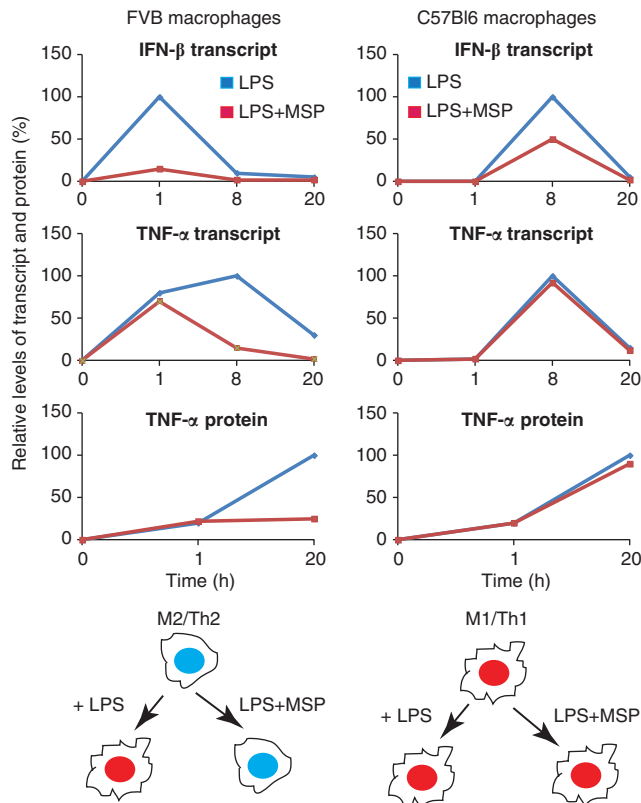 FVB macrophages
C57Bl6 macrophages
Relative levels of transcript and protein (%)
IFN-β transcript
LPS
LPS+MSP
150
100
50
0
0 1 8 20
IFN-β transcript
LPS
LPS+MSP
150
100
50
0
0 1 8 20
TNF-α transcript
150
100
50
0
0 1 8 20
TNF-α transcript
150
100
50
0
0 1 8 20
TNF-α protein
150
100
50
0
0 1 20
Time (h)
TNF-α protein
150
100
50
0
0 1 20
Time (h)
M2/Th2
+ LPS
LPS+MSP
M1/Th1
+ LPS
LPS+MSP